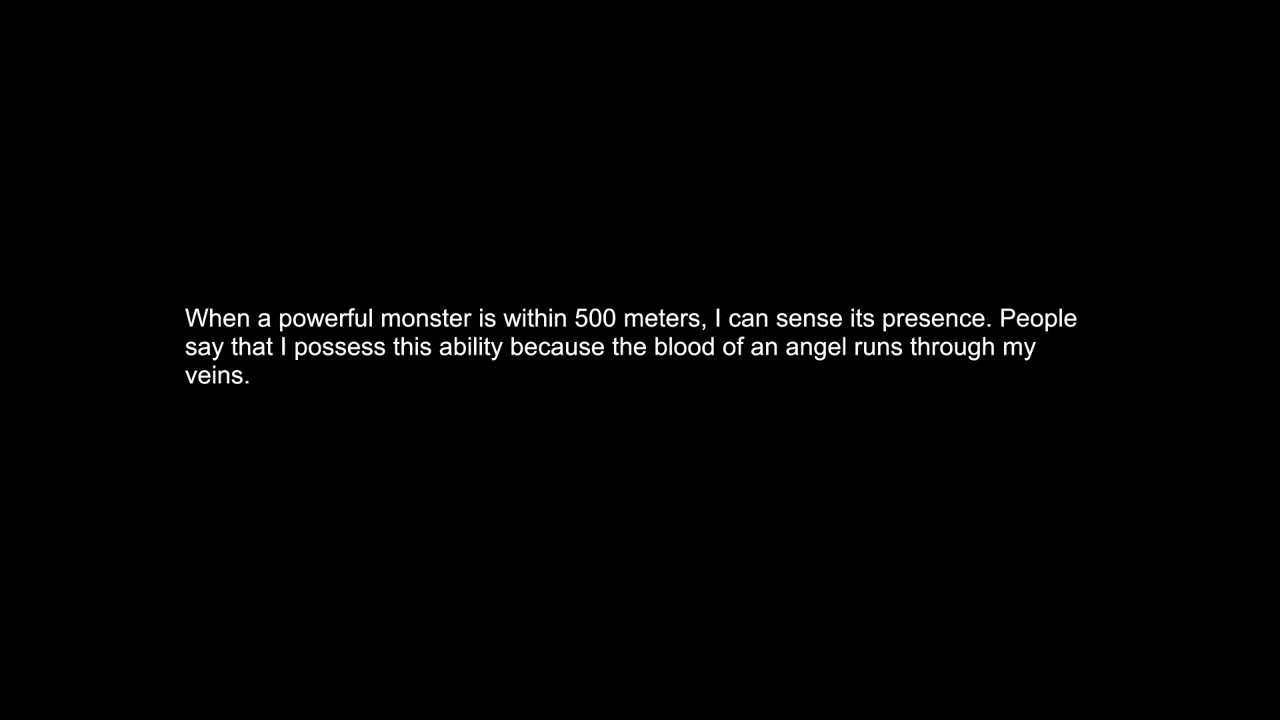 When a powerful monster is within 500 meters, I can sense its presence. People
say that I possess this ability because the blood of an angel runs through my
veins.